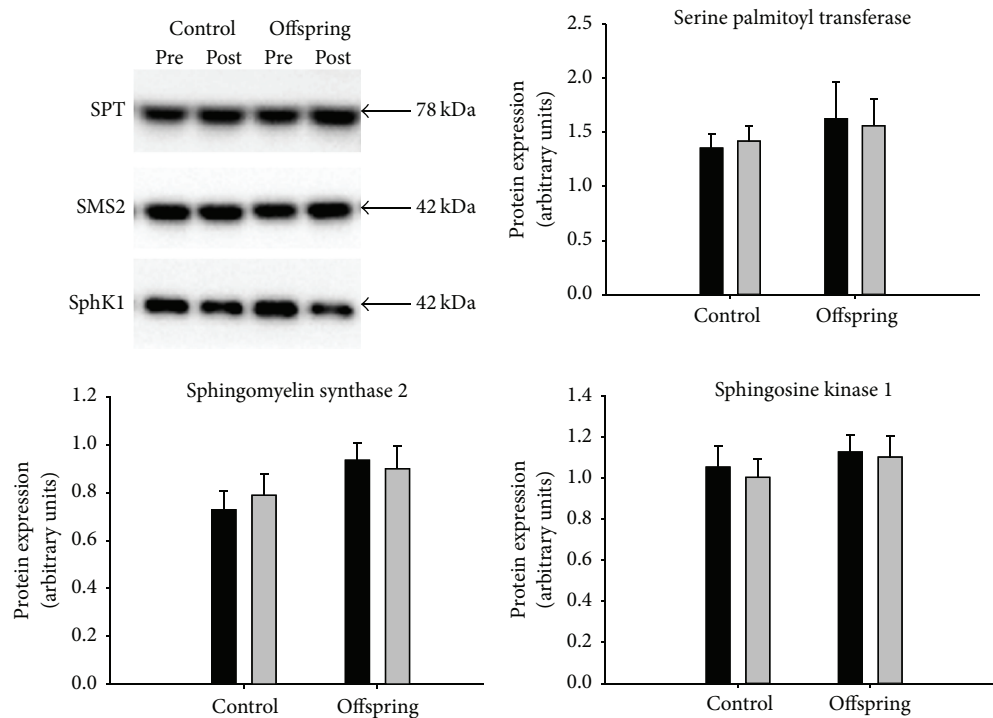 Control Offspring
Pre Post Pre Post
SPT 78 kDa
SMS2 42 kDa
SphK1 42 kDa
Serine palmitoyl transferase
Protein expression
(arbitrary units)
2.5
2.0
1.5
1.0
0.5
0.0
Control Offspring
Sphingomyelin synthase 2
Protein expression
(arbitrary units)
1.2
1.0
0.8
0.6
0.4
0.2
0.0
Control Offspring
Sphingosine kinase 1
Protein expression
(arbitrary units)
1.4
1.2
1.0
0.8
0.6
0.4
0.2
0.0
Control Offspring